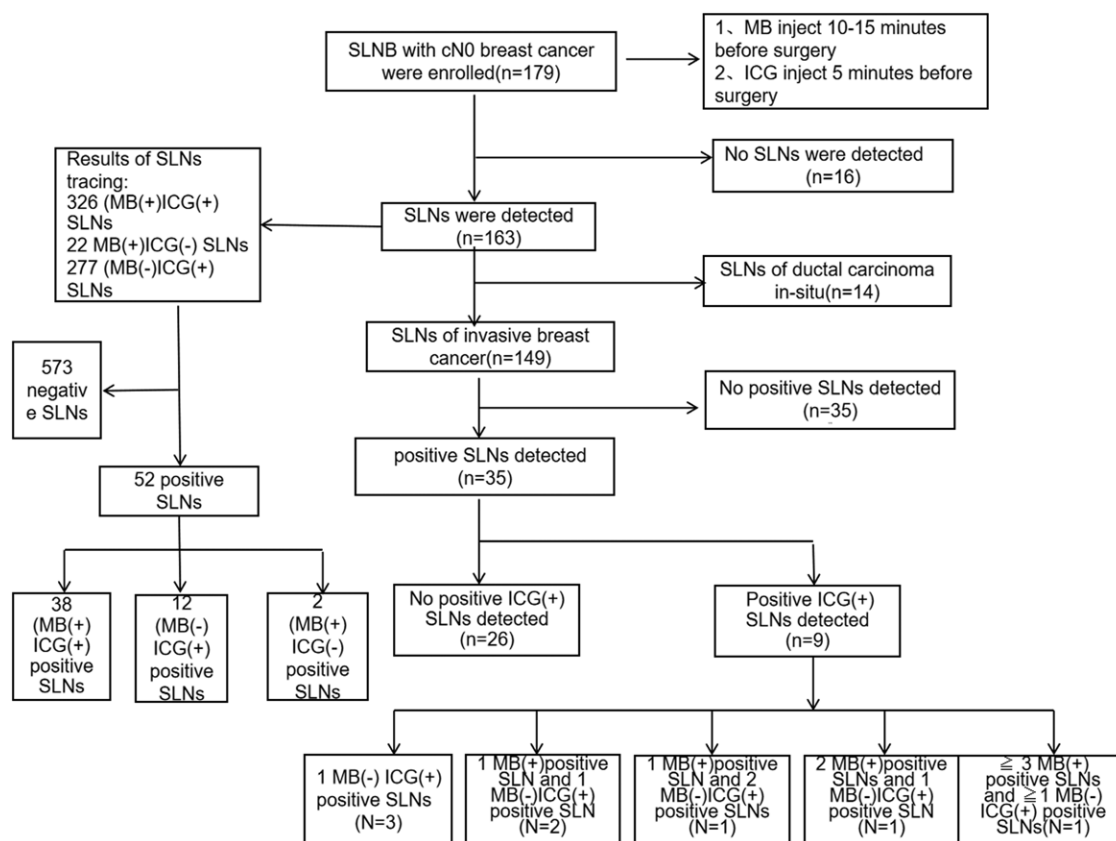 SLNB with cN0 breast cancer
were enrolled(n=179)
1、MB inject 10-15 minutes
before surgery
2、ICG inject 5 minutes before
surgery
No SLNs were detected
(n=16)
Results of SLNs
tracing:
326 (MB(+)ICG(+)
SLNs
22 MB(+)ICG(-) SLNs
277 (MB(-)ICG(+)
SLNs
SLNs were detected
(n=163)
SLNs of ductal carcinoma
in-situ(n=14)
SLNs of invasive breast
cancer(n=149)
573
negativ
e SLNs
No positive SLNs detected
(n=35)
52 positive
SLNs
positive SLNs detected
(n=35)
38
(MB(+)
ICG(+)
positive
SLNs
12
(MB(-)
ICG(+)
positive
SLNs
2
(MB(+)
ICG(-)
positive
SLNs
No positive ICG(+)
SLNs detected
(n=26)
Positive ICG(+)
SLNs detected
(n=9)
1 MB(-) ICG(+)
positive SLNs
(N=3)
1 MB(+)positive
SLN and 1
MB(-)ICG(+)
positive SLN
(N=2)
1 MB(+)positive
SLN and 2
MB(-)ICG(+)
positive SLNs
(N=1)
2 MB(+)positive
SLNs and 1
MB(-)ICG(+)
positive SLN
(N=1)
≧ 3 MB(+)
positive SLNs
and ≧1 MB(-)
ICG(+) positive
SLNs(N=1)